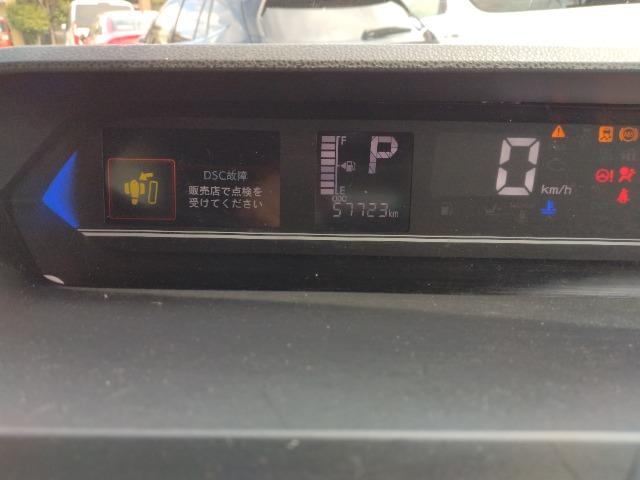 DSC故障
販売店で点検を
受けてください
F
E
P
ODO
57723km
0 km/h
ABS